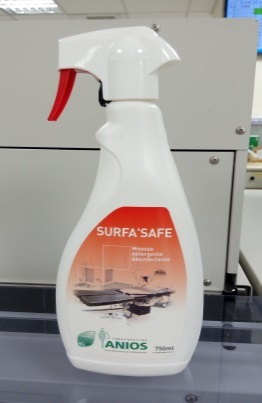 SURFA'SAFE
Mousse
détergente
désinfectante
ANIOS
750ml